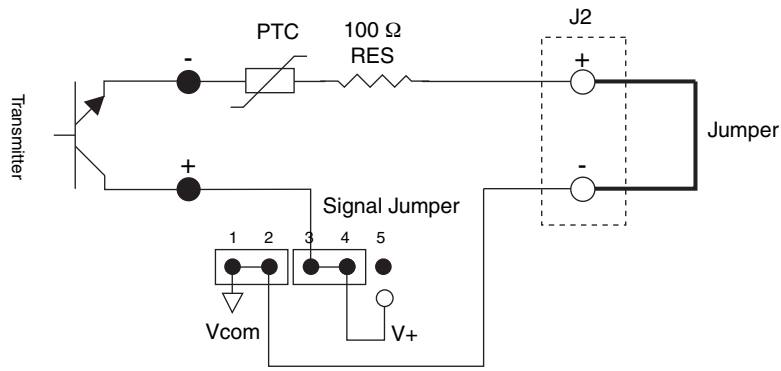 PTC
100 Ω
RES
J2
-
+
Transmitter
Jumper
+
-
Signal Jumper
1 2 3 4 5
Vcom
V+